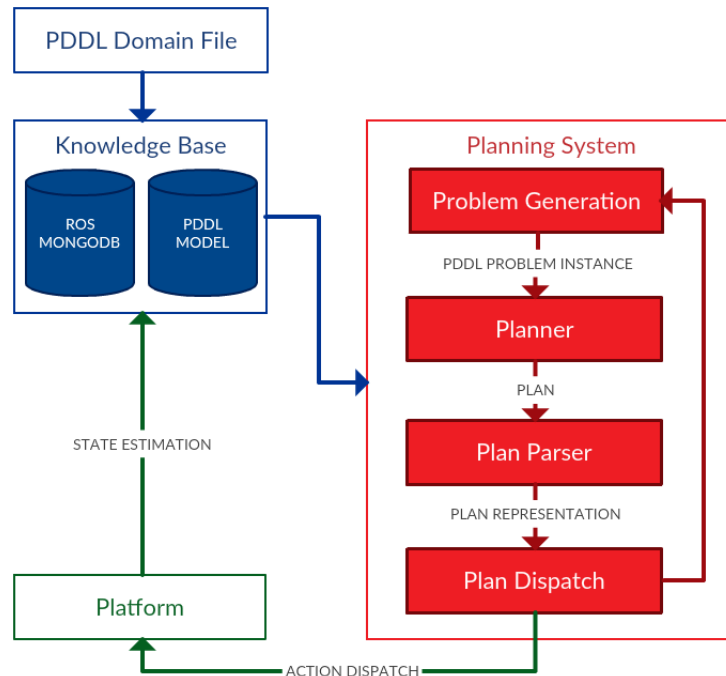 PDDL Domain File
Knowledge Base
ROS
MONGODB
PDDL
MODEL
Planning System
Problem Generation
PDDL PROBLEM INSTANCE
Planner
PLAN
Plan Parser
PLAN REPRESENTATION
Plan Dispatch
STATE ESTIMATION
Platform
ACTION DISPATCH